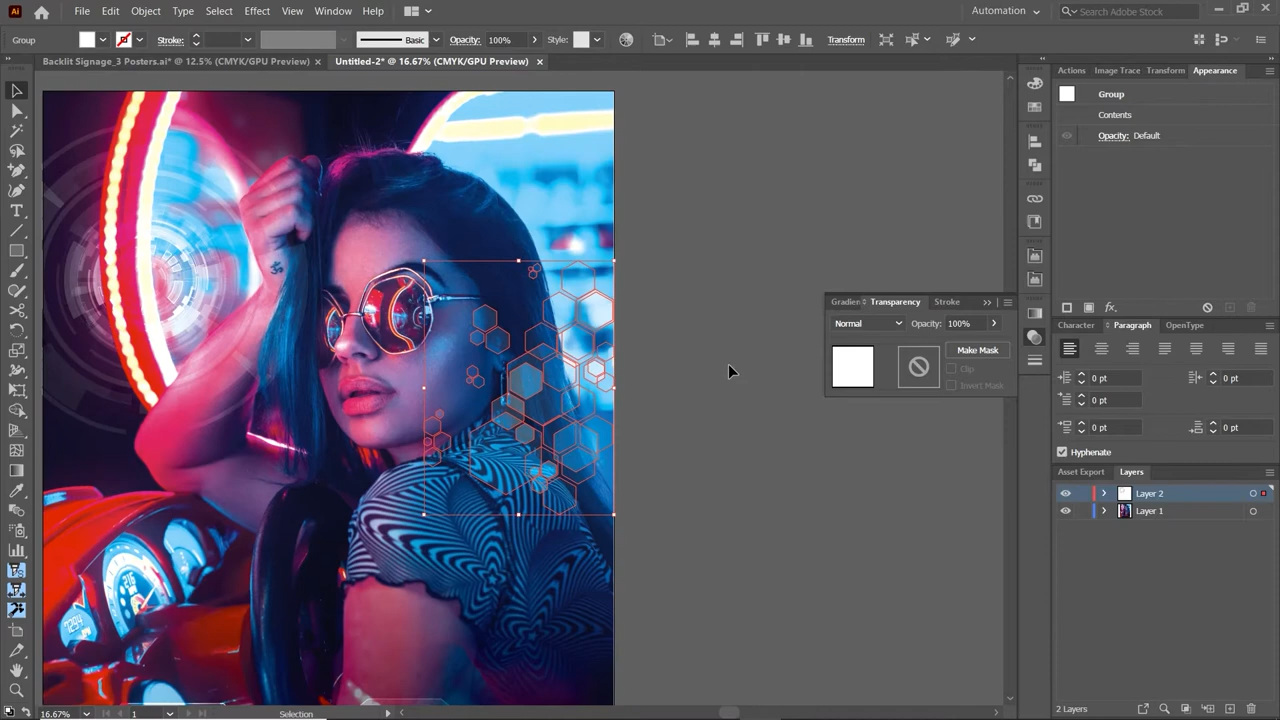 Ai File Edit Object Type Select Effect View Window Help Automation Search Adobe Stock
Group Stroke: Basic Opacity: 100% Style: Transform
Backlit Signage_3 Posters.ai* @ 12.5% (CMYK/GPU Preview) × Untitled-2* @ 16.67% (CMYK/GPU Preview) ×
Actions Image Trace Transform Appearance
Group
Contents
Opacity: Default
Gradien Transparency Stroke
Normal Opacity: 100%
Make Mask
Clip
Invert Mask
fx
Character Paragraph OpenType
0 pt 0 pt
0 pt
0 pt 0 pt
Hyphenate
Asset Export Layers
Layer 2
Layer 1
16.67% 1 Selection
2 Layers